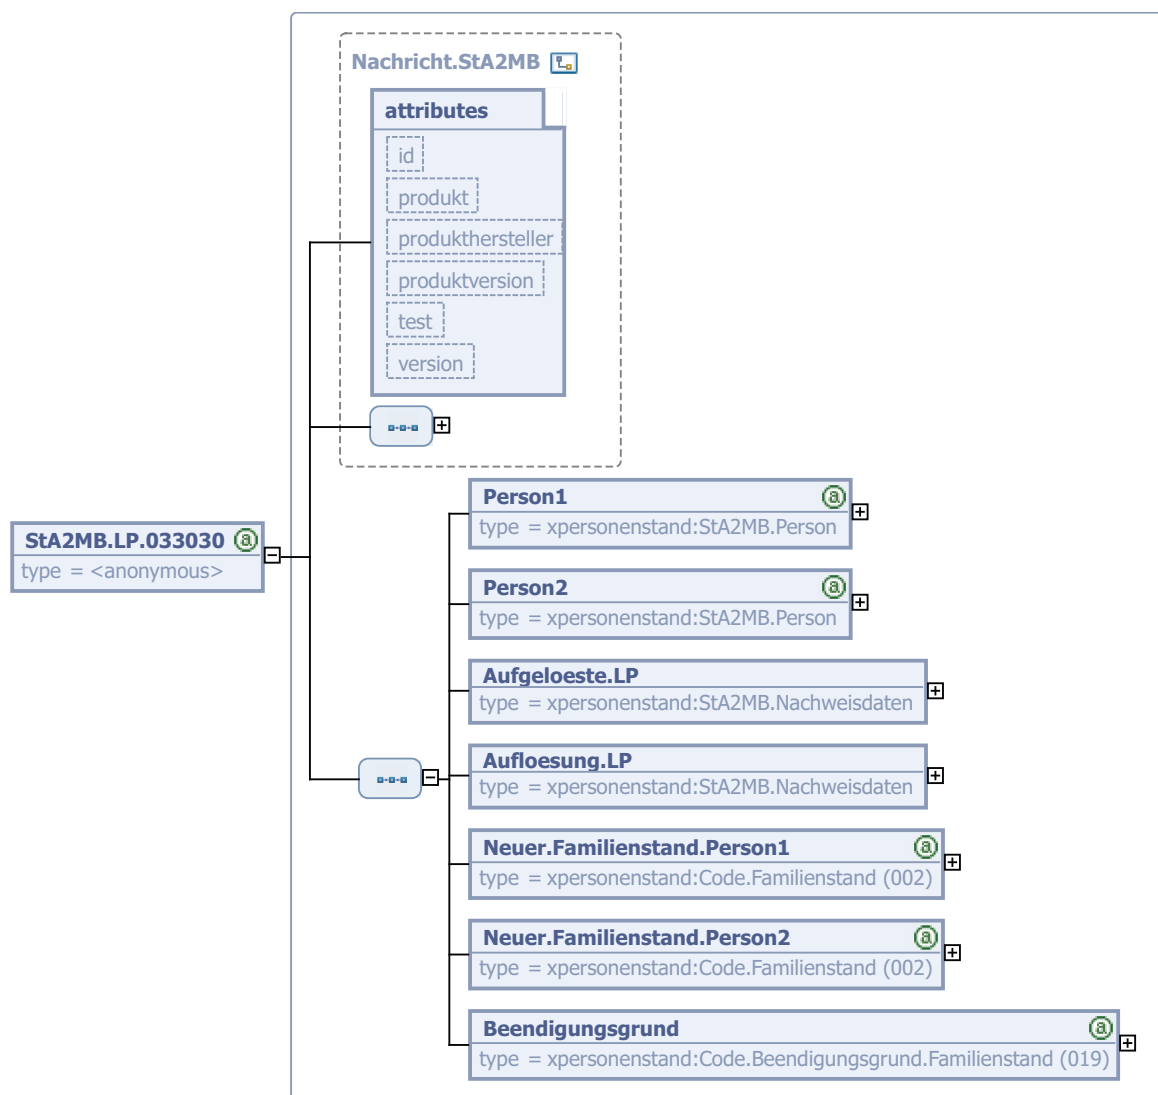 Nachricht.StA2MB
attributes
id
produkt
produkthersteller
produktversion
test
version
StA2MB.LP.033030
type = <anonymous>
Person1
type = xpersonenstand:StA2MB.Person
Person2
type = xpersonenstand:StA2MB.Person
Aufgeloeste.LP
type = xpersonenstand:StA2MB.Nachweisdaten
Aufloesung.LP
type = xpersonenstand:StA2MB.Nachweisdaten
Neuer.Familienstand.Person1
type = xpersonenstand:Code.Familienstand (002)
Neuer.Familienstand.Person2
type = xpersonenstand:Code.Familienstand (002)
Beendigungsgrund
type = xpersonenstand:Code.Beendigungsgrund.Familienstand (019)